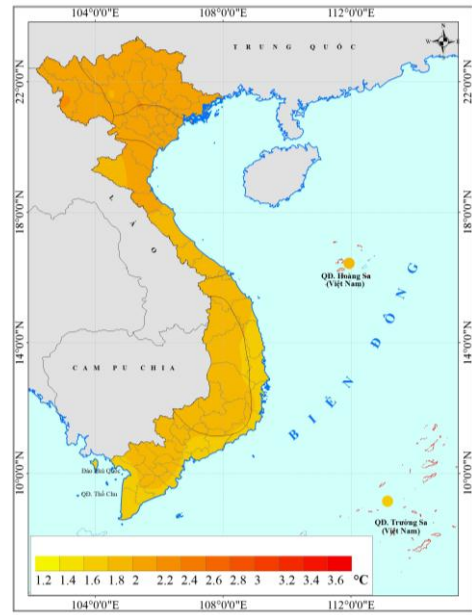 104°0'0"E 108°0'0"E 112°0'0"E
N
W E
S
TRUNG QUỐC
22°0'0"N 22°0'0"N
LÀO
18°0'0"N 18°0'0"N
QĐ. Hoàng Sa
(Việt Nam)
14°0'0"N 14°0'0"N
CAM PU CHIA
BIỂN ĐÔNG
10°0'0"N 10°0'0"N
Đảo Phú Quốc
QĐ. Thổ Chu
QĐ. Trường Sa
(Việt Nam)
1.2 1.4 1.6 1.8 2 2.2 2.6 2.8 3 3.2 3.4 3.6 °C
104°0'0"E 108°0'0"E 112°0'0"E